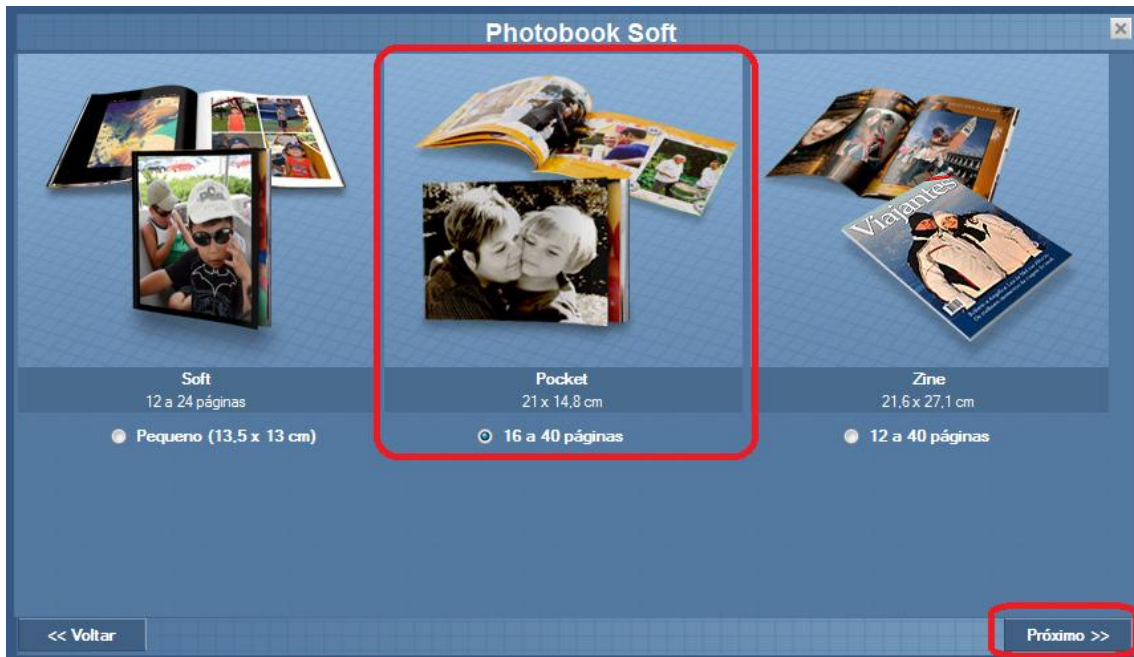 Photobook Soft
Viajantes
Soft
12 a 24 páginas
Pequeno (13,5 x 13 cm)
Pocket
21 x 14,8 cm
16 a 40 páginas
Zine
21,6 x 27,1 cm
12 a 40 páginas
<< Voltar
Próximo >>